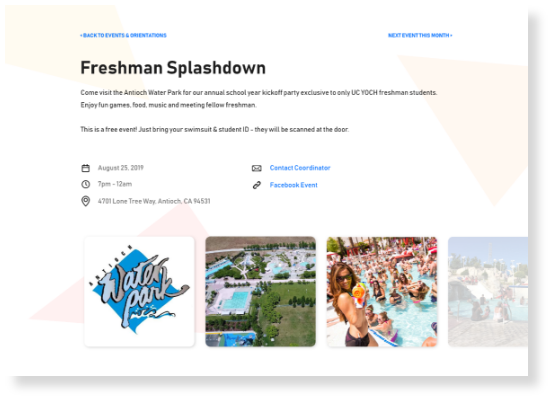 ‹ BACK TO EVENTS & ORIENTATIONS
NEXT EVENT THIS MONTH ›
Freshman Splashdown
Come visit the Antioch Water Park for our annual school year kickoff party exclusive to only UC YOCH freshman students.
Enjoy fun games, food, music and meeting fellow freshman.
This is a free event! Just bring your swimsuit & student ID - they will be scanned at the door.
August 25, 2019
Contact Coordinator
7pm - 12am
Facebook Event
4701 Lone Tree Way, Antioch, CA 94531
ANTIOCH
Water
Park